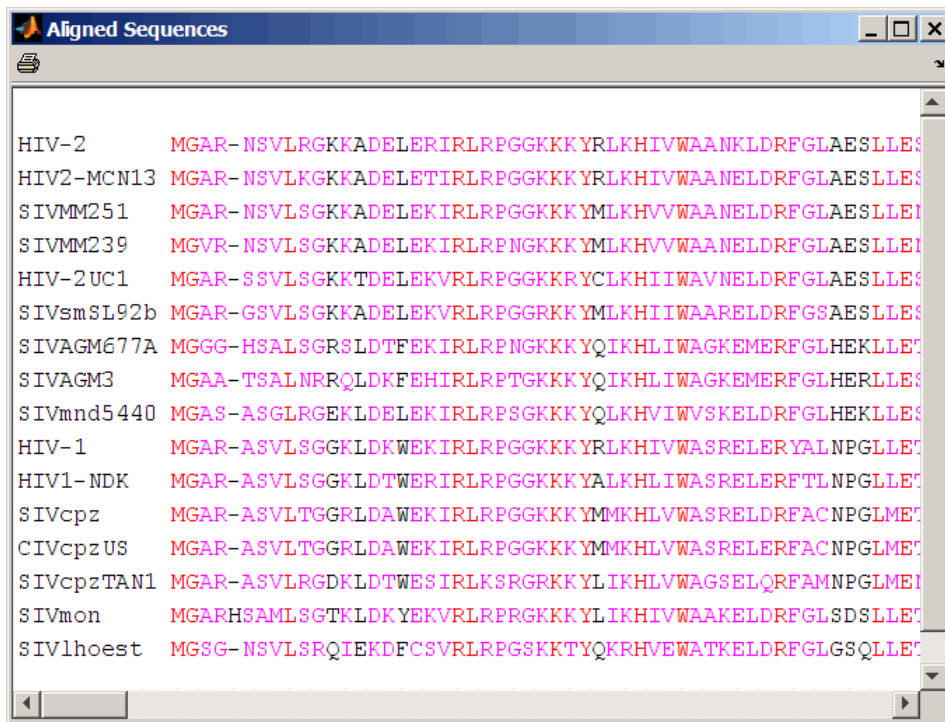 Aligned Sequences
HIV-2 MGAR-NSVLRGKKADELERIRLRPGGKKKYRLKHIVWAANKLDRFGLAESLLES
HIV2-MCN13 MGAR-NSVLKGKKADELETIRLRPGGKKKYRLKHIVWAANELDRFGLAESLLES
SIVMM251 MGAR-NSVLSGKKADELEKIRLRPGGKKKYMLKHVVWAANELDRFGLAESLLEN
SIVMM239 MGVR-NSVLSGKKADELEKIRLRPNGKKKYMLKHVVWAANELDRFGLAESLLEN
HIV-2UC1 MGAR-SSVLSGKKTDELEKVRLRPGGKKRYCLKHIIWAVNELDRFGLAESLLES
SIVsmSL92b MGAR-GSVLSGKKADELEKVRLRPGGRKKYMLKHIIWAARELDRFGSAESLLES
SIVAGM677A MGGG-HSALSGRSLDTFEKIRLRPNGKKKYQIKHLIWAGKEMERFGLHEKLLET
SIVAGM3 MGAA-TSALNRRQLDKFEHIRLRPTGKKKYQIKHLIWAGKEMERFGLHERLLES
SIVmnd5440 MGAS-ASGLRGEKLDELEKIRLRPSGKKKYQLKHVIWVSKELDRFGLHEKLLES
HIV-1 MGAR-ASVLSGGKLDKWEKIRLRPGGKKKYRLKHIVWASRELERYALNPGLLET
HIV1-NDK MGAR-ASVLSGGKLDTWERIRLRPGGKKKYALKHLIWASRELERFTLNPGLLET
SIVcpz MGAR-ASVLTGGRLDAWEKIRLRPGGKKKYMMKHLVWASRELDRFACNPGLMET
CIVcpzUS MGAR-ASVLTGGRLDAWEKIRLRPGGKKKYMMKHLVWASRELERFACNPGLMET
SIVcpzTAN1 MGAR-ASVLRGDKLDTWESIRLKSRGRKKYLIKHLVWAGSELQRFAMNPGLMEN
SIVmon MGARHSAMLSGTKLDKYEKVRLRPRGKKKYLIKHIVWAAKELDRFGLSDSLLET
SIVlhoest MGSG-NSVLSRQIEKDFCSVRLRPGSKKTYQKRHVEWATKELDRFGLGSQLLET